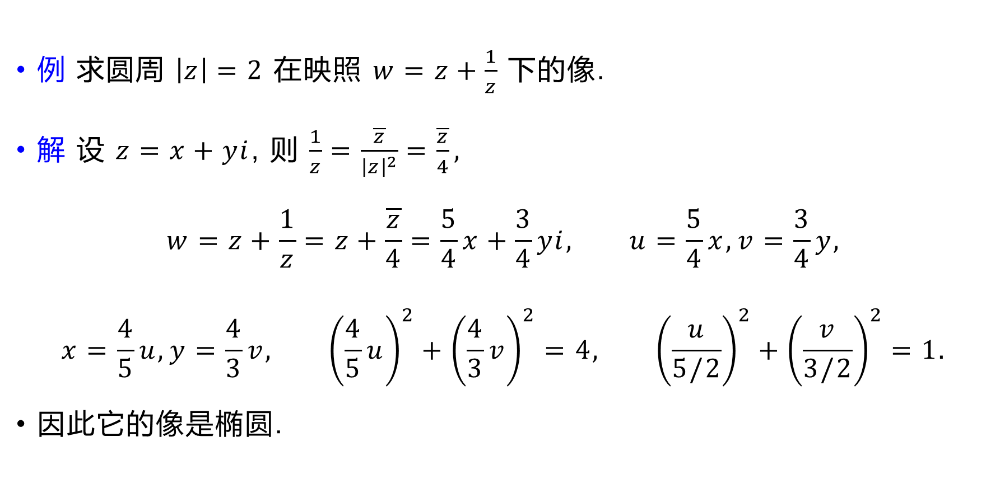 • 例 求圆周 |z| = 2 在映照 w = z + \frac{1}{z} 下的像.
• 解 设 z = x + yi, 则 \frac{1}{z} = \frac{\overline{z}}{|z|^2} = \frac{\overline{z}}{4},
w = z + \frac{1}{z} = z + \frac{\overline{z}}{4} = \frac{5}{4}x + \frac{3}{4}yi, u = \frac{5}{4}x, v = \frac{3}{4}y,
x = \frac{4}{5}u, y = \frac{4}{3}v, \left(\frac{4}{5}u\right)^2 + \left(\frac{4}{3}v\right)^2 = 4, \left(\frac{u}{5/2}\right)^2 + \left(\frac{v}{3/2}\right)^2 = 1.
• 因此它的像是椭圆.